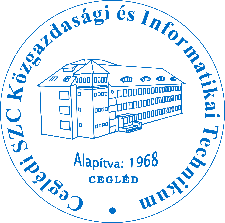 Ceglédi SZC Közgazdasági és Informatikai Technikum
Alapítva: 1968
CEGLÉD